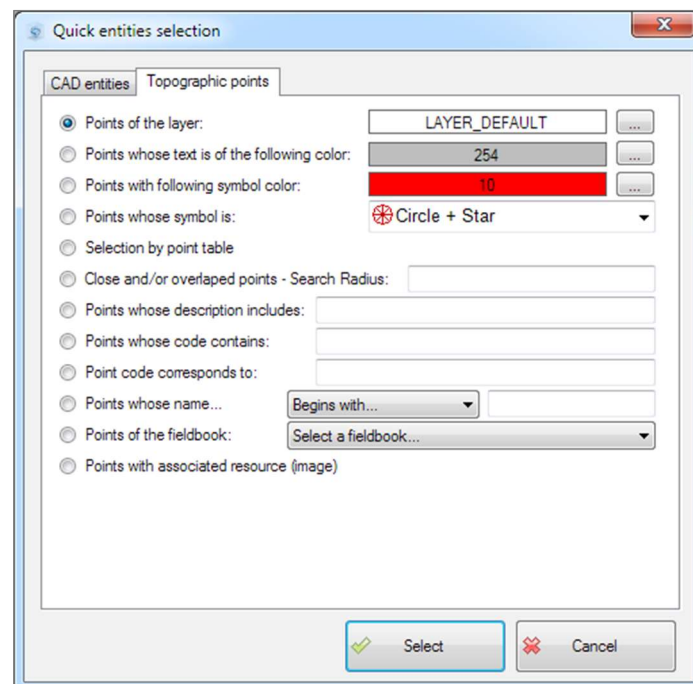 Quick entities selection
CAD entities Topographic points
Points of the layer: LAYER_DEFAULT ...
Points whose text is of the following color: 254 ...
Points with following symbol color: 10 ...
Points whose symbol is: Circle + Star
Selection by point table
Close and/or overlaped points - Search Radius:
Points whose description includes:
Points whose code contains:
Point code corresponds to:
Points whose name... Begins with...
Points of the fieldbook: Select a fieldbook...
Points with associated resource (image)
Select Cancel